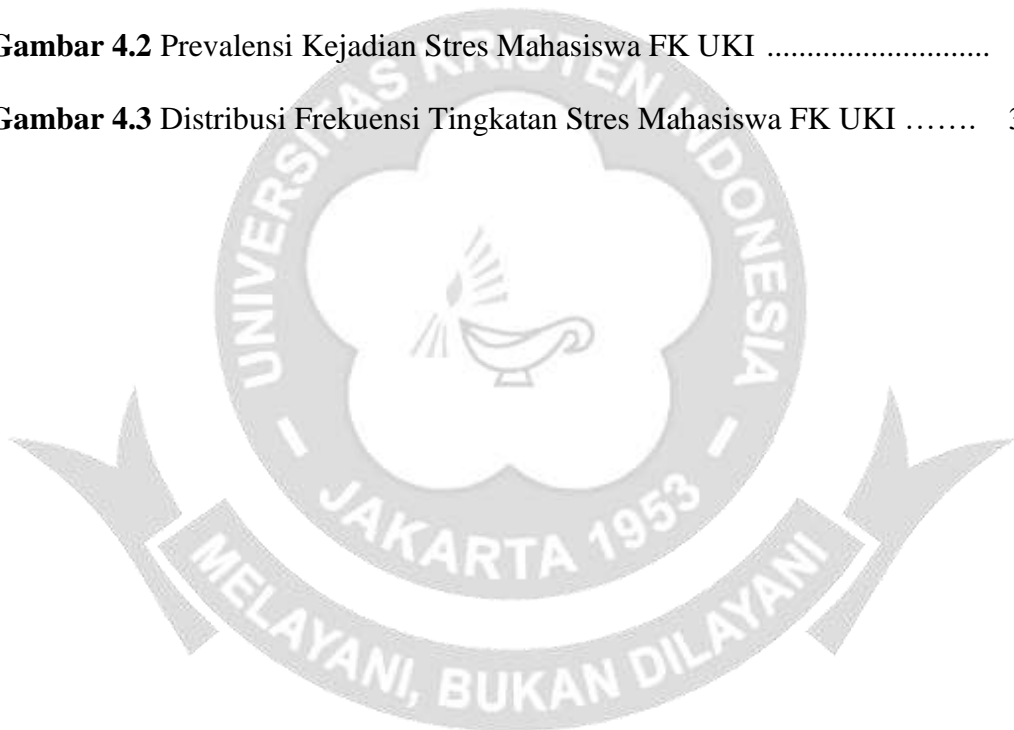 Gambar 4.2 Prevalensi Kejadian Stres Mahasiswa FK UKI ............................
Gambar 4.3 Distribusi Frekuensi Tingkatan Stres Mahasiswa FK UKI ……. 3
UNIVERSITAS KRISTEN INDONESIA
- JAKARTA 1953 -
MELAYANI, BUKAN DILAYANI